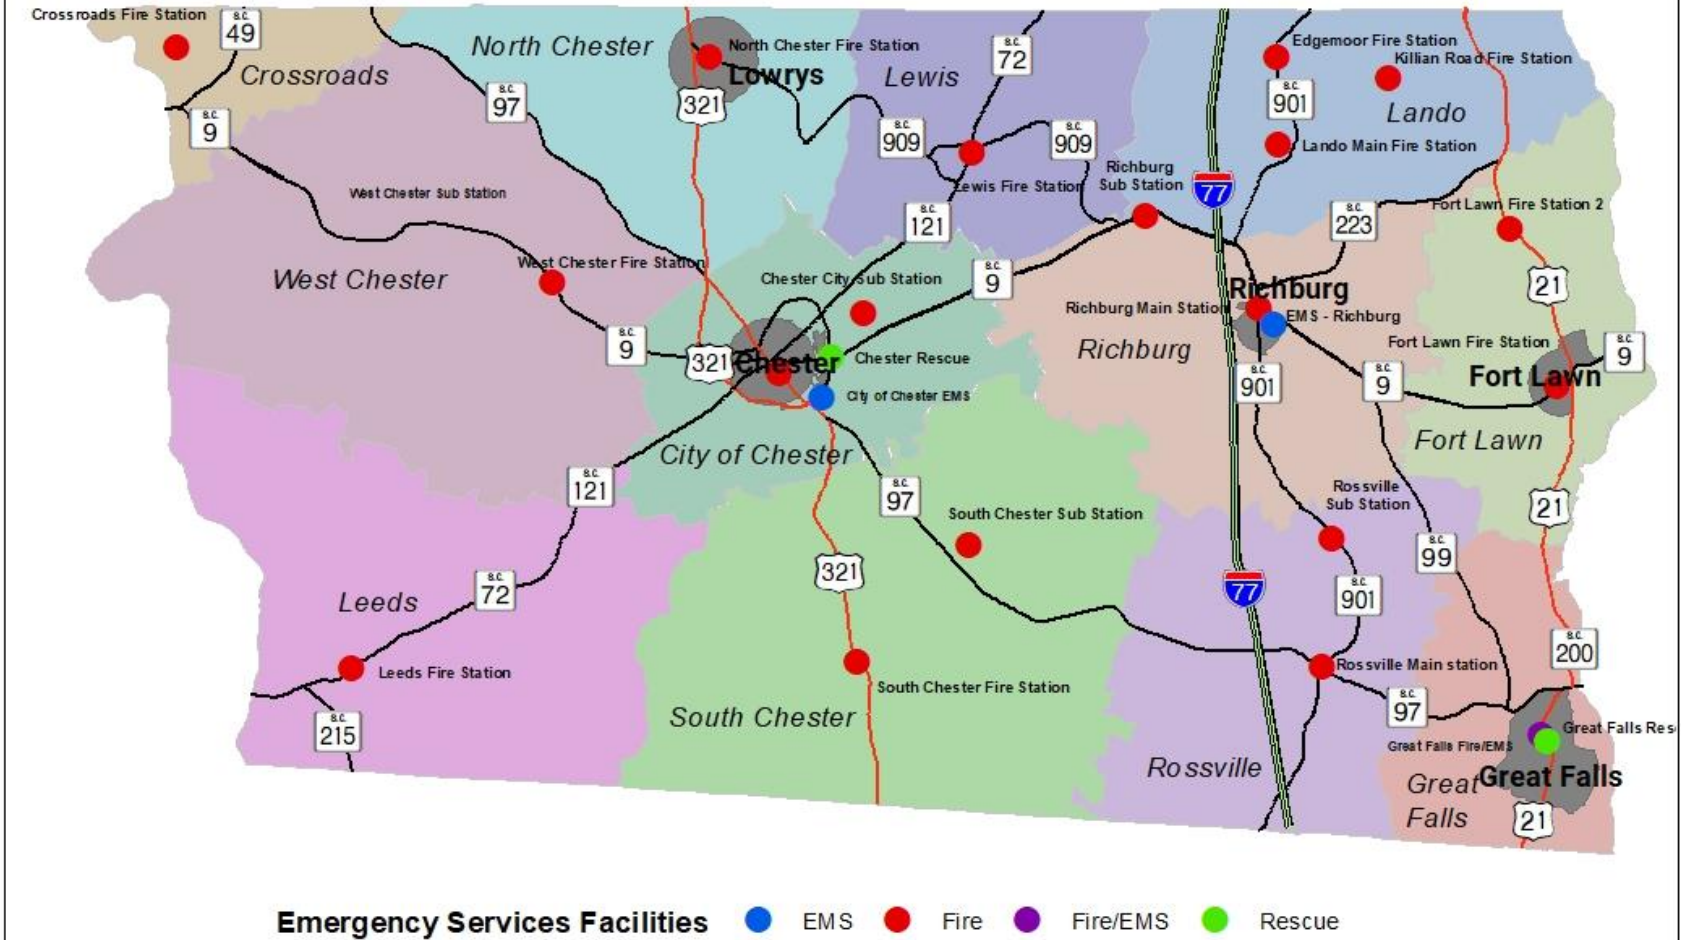 Crossroads Fire Station
S.C.
49
Crossroads
North Chester
North Chester Fire Station
Lowrys
Lewis
S.C.
72
Edgemoor Fire Station
Killian Road Fire Station
S.C.
901
Lando
S.C.
97
321
S.C.
9
S.C.
909
S.C.
909
Lando Main Fire Station
Richburg
Sub Station
Lewis Fire Station
77
West Chester Sub Station
S.C.
121
S.C.
223
Fort Lawn Fire Station 2
West Chester Fire Station
West Chester
Chester City Sub Station
S.C.
9
Richburg
21
Richburg Main Station
EMS - Richburg
S.C.
9
321
Chester
Chester Rescue
Richburg
Fort Lawn Fire Station
S.C.
9
Fort Lawn
S.C.
901
S.C.
9
City of Chester EMS
City of Chester
Fort Lawn
S.C.
121
S.C.
97
South Chester Sub Station
Rossville
Sub Station
21
S.C.
99
321
77
S.C.
72
Leeds
S.C.
901
S.C.
200
Leeds Fire Station
South Chester Fire Station
Rossville Main station
S.C.
97
South Chester
S.C.
215
Great Falls Res
Great Falls Fire/EMS
Rossville
Great Falls
Great
Falls
21
Emergency Services Facilities
EMS
Fire
Fire/EMS
Rescue